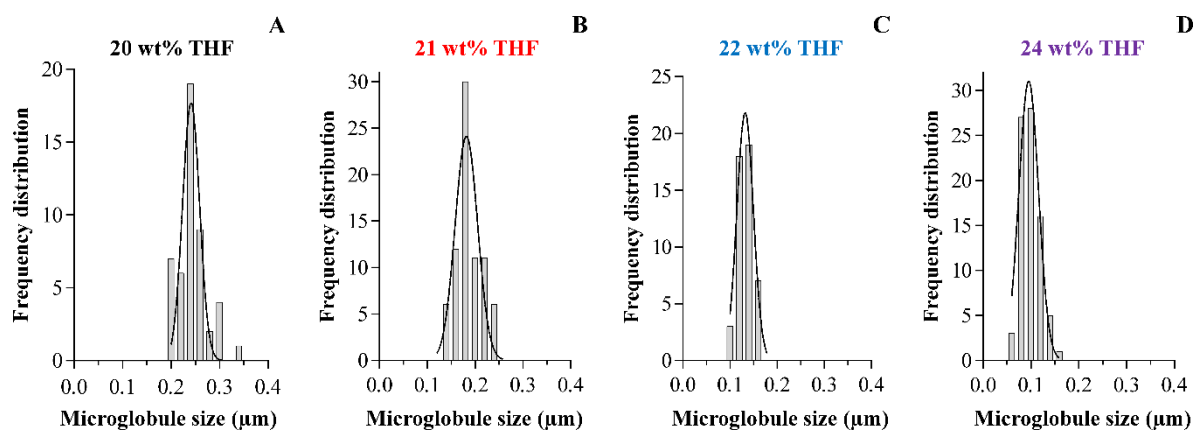 A
20 wt% THF
Frequency distribution
20
15
10
5
0
0.0 0.1 0.2 0.3 0.4
Microglobule size (µm)
B
21 wt% THF
Frequency distribution
30
25
20
15
10
5
0
0.0 0.1 0.2 0.3 0.4
Microglobule size (µm)
C
22 wt% THF
Frequency distribution
25
20
15
10
5
0
0.0 0.1 0.2 0.3 0.4
Microglobule size (µm)
D
24 wt% THF
Frequency distribution
30
25
20
15
10
5
0
0.0 0.1 0.2 0.3 0.4
Microglobule size (µm)